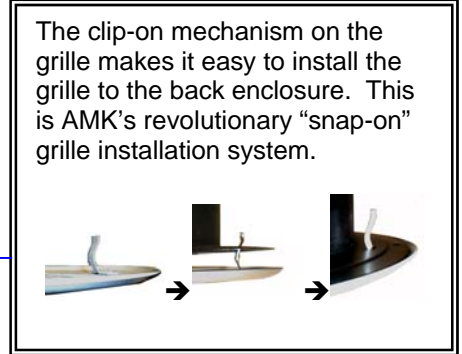 The clip-on mechanism on the
grille makes it easy to install the
grille to the back enclosure.  This
is AMK’s revolutionary “snap-on”
grille installation system.